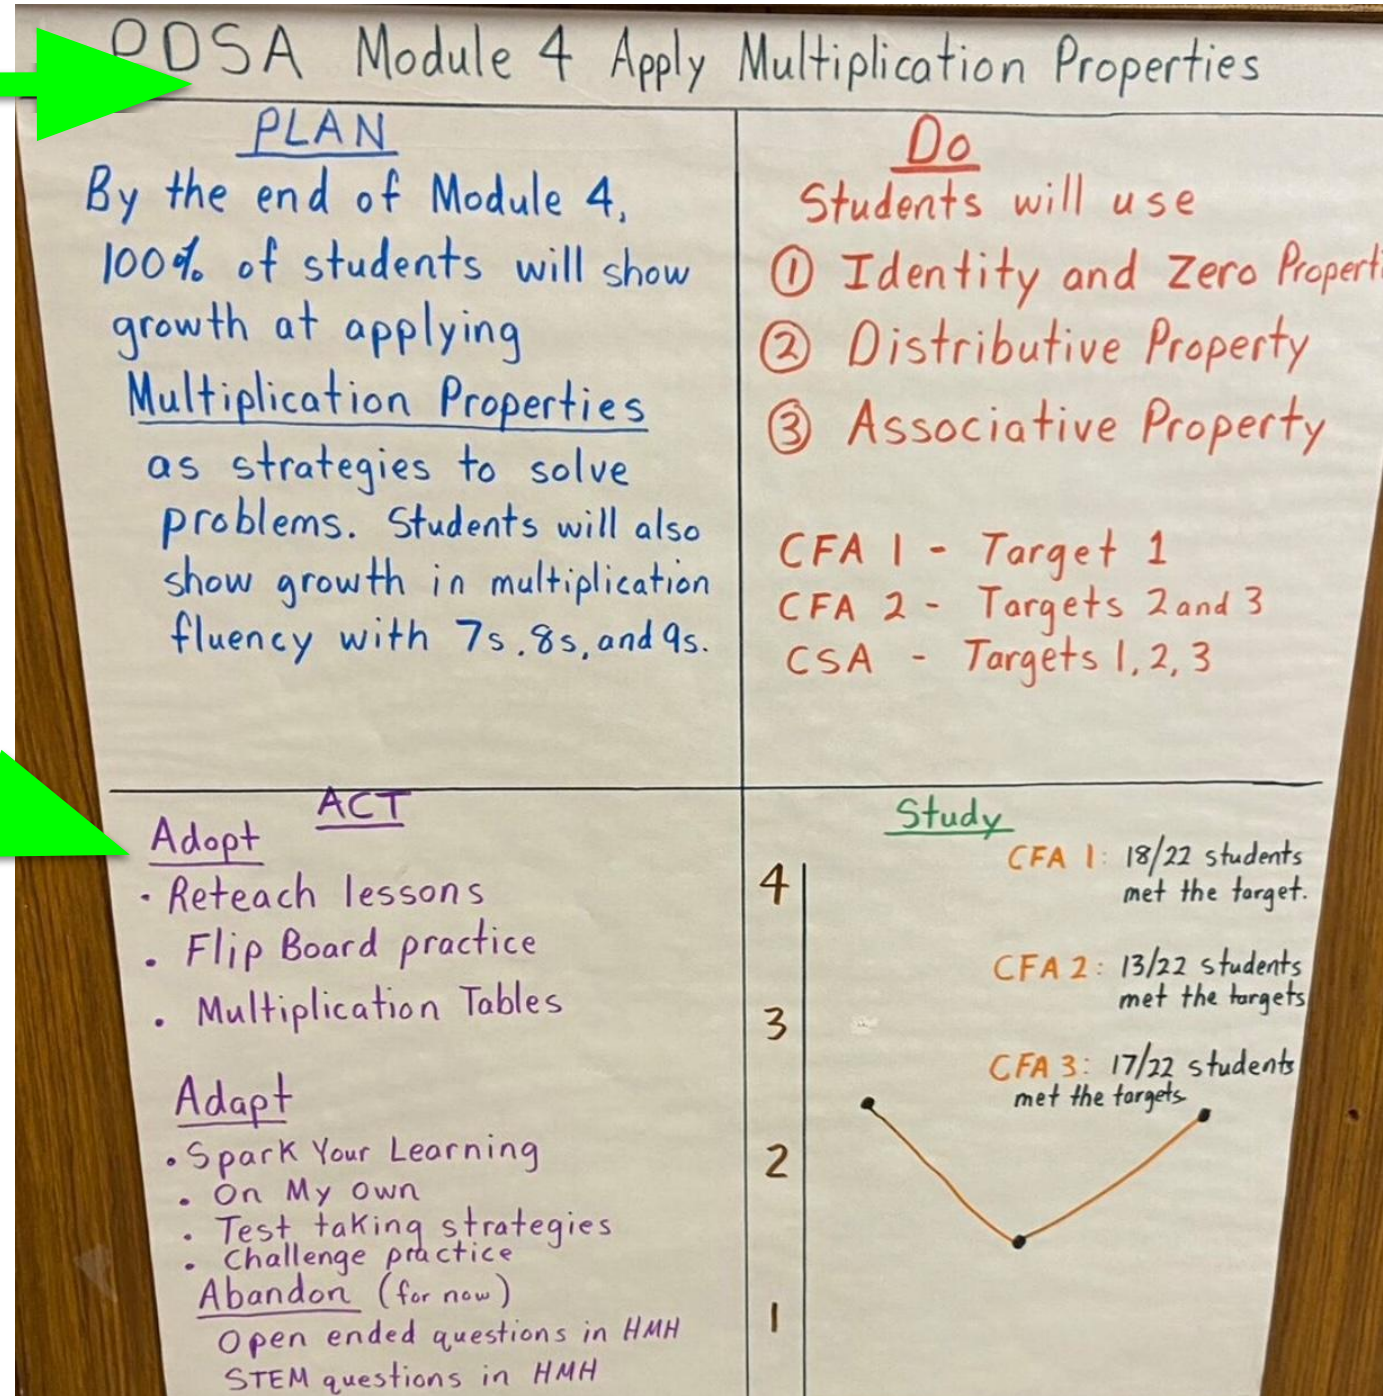 PDSA Module 4 Apply Multiplication Properties
PLAN
By the end of Module 4,
100% of students will show
growth at applying
Multiplication Properties
as strategies to solve
problems. Students will also
show growth in multiplication
fluency with 7s, 8s, and 9s.
Do
Students will use
① Identity and Zero Properti
② Distributive Property
③ Associative Property
CFA 1 - Target 1
CFA 2 - Targets 2 and 3
CSA - Targets 1, 2, 3
ACT
Adopt
· Reteach lessons
· Flip Board practice
· Multiplication Tables
Adapt
· Spark Your Learning
· On My Own
· Test taking strategies
· Challenge practice
Abandon (for now)
Open ended questions in HMH
STEM questions in HMH
Study
CFA 1: 18/22 students
met the target.
CFA 2: 13/22 students
met the targets
CFA 3: 17/22 students
met the targets.
4
3
2
1